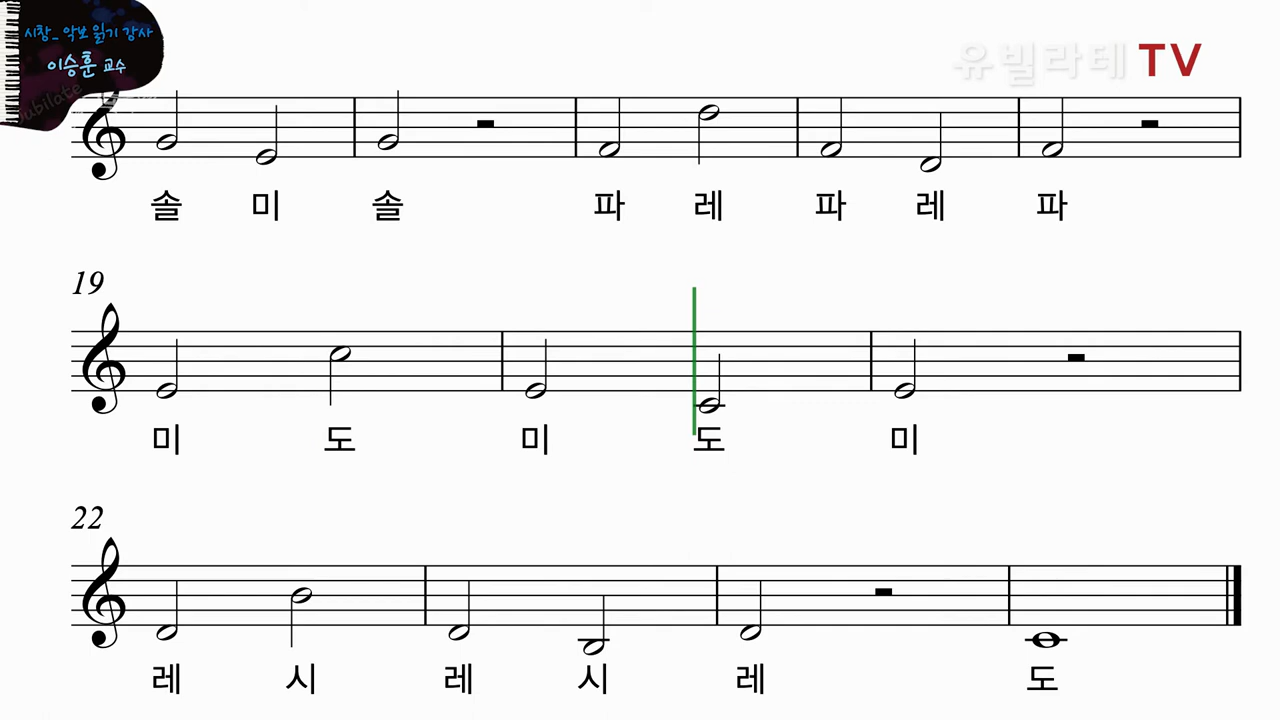 시창_ 악보 읽기 강사
이승훈 교수
Jubilate
유빌라테 TV
솔 미 솔 파 레 파 레 파
19
미 도 미 도 미
22
레 시 레 시 레 도